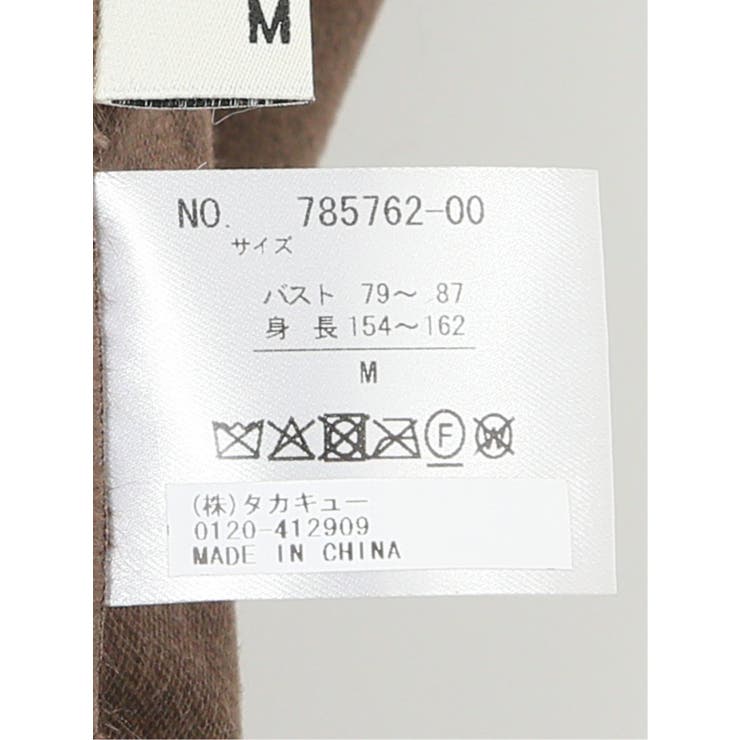 M
NO. 785762-00
サイズ
バスト 79～ 87
身 長 154～162
M
F W
(株)タカキュー
0120-412909
MADE IN CHINA